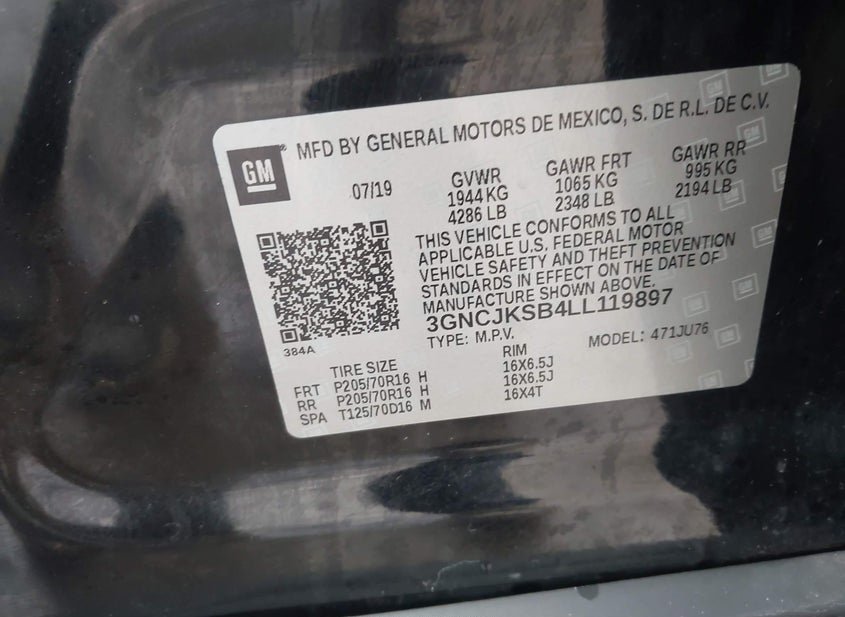 GM
MFD BY GENERAL MOTORS DE MEXICO, S. DE R.L. DE C.V.
07/19 GVWR GAWR FRT GAWR RR
1944 KG 1065 KG 995 KG
4286 LB 2348 LB 2194 LB
THIS VEHICLE CONFORMS TO ALL
APPLICABLE U.S. FEDERAL MOTOR
VEHICLE SAFETY AND THEFT PREVENTION
STANDARDS IN EFFECT ON THE DATE OF
MANUFACTURE SHOWN ABOVE.
3GNCJKSB4LL119897
TYPE: M.P.V. MODEL: 471JU76
384A
TIRE SIZE RIM
FRT P205/70R16 H 16X6.5J
RR P205/70R16 H 16X6.5J
SPA T125/70D16 M 16X4T